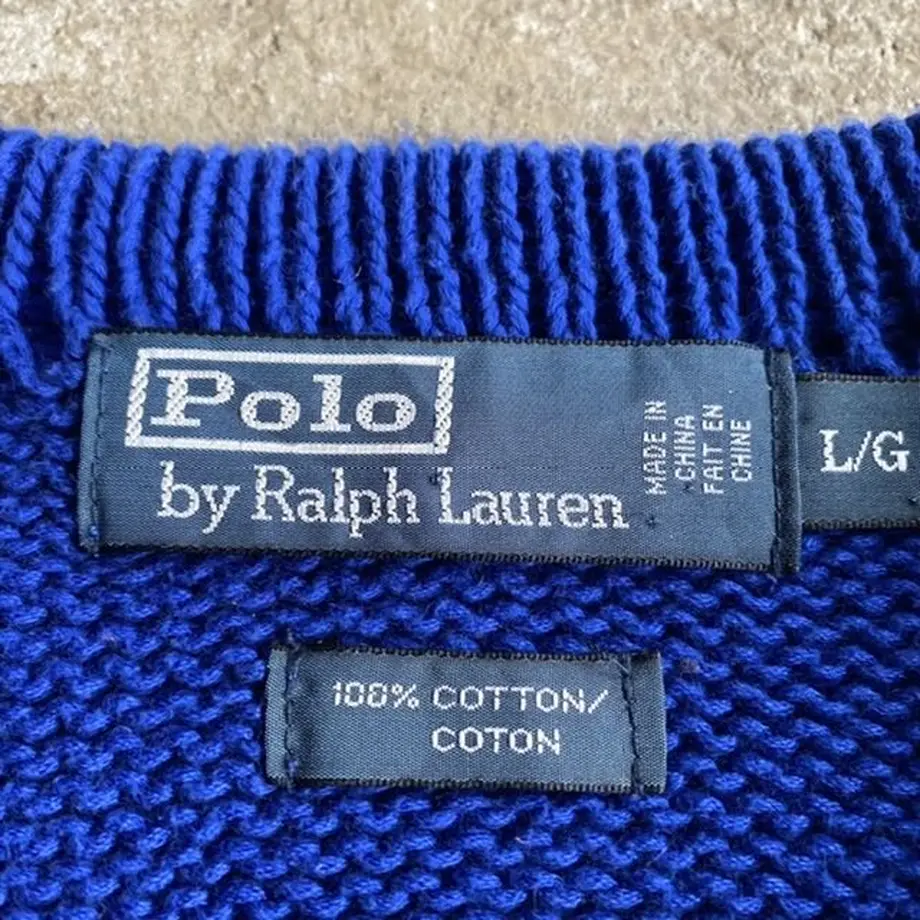 Polo
by Ralph Lauren
MADE IN
CHINA
FAIT EN
CHINE
L/G
100% COTTON/
COTON